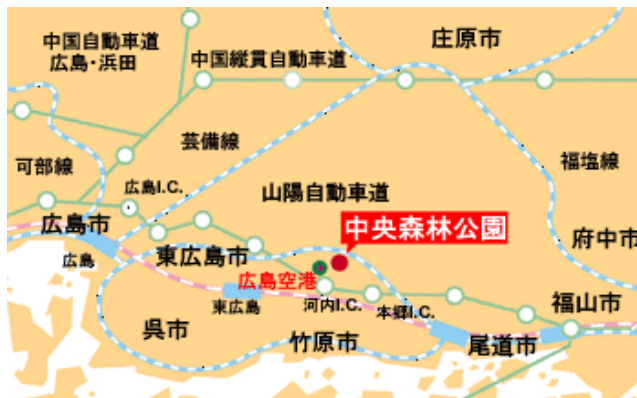 中国自動車道
広島・浜田
中国縦貫自動車道
庄原市
芸備線
可部線
福塩線
広島I.C.
山陽自動車道
広島市
中央森林公園
府中市
広島
東広島市
広島空港
東広島
河内I.C.
本郷I.C.
福山市
呉市
竹原市
尾道市